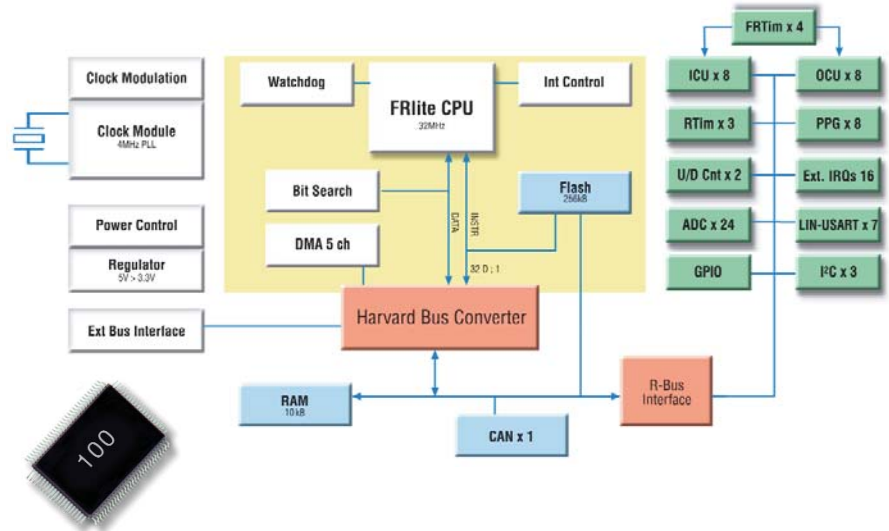 FRTim x 4
Clock Modulation
Clock Module
4MHz PLL
Watchdog
FRlite CPU
32MHz
Int Control
ICU x 8
OCU x 8
RTim x 3
PPG x 8
Bit Search
Flash
256kB
U/D Cnt x 2
Ext. IRQs 16
Power Control
Regulator
5V > 3.3V
DMA 5 ch
DATA
INSTR
32 D ; 1
ADC x 24
LIN-USART x 7
GPIO
I²C x 3
Ext Bus Interface
Harvard Bus Converter
RAM
10 kB
CAN x 1
R-Bus
Interface
100